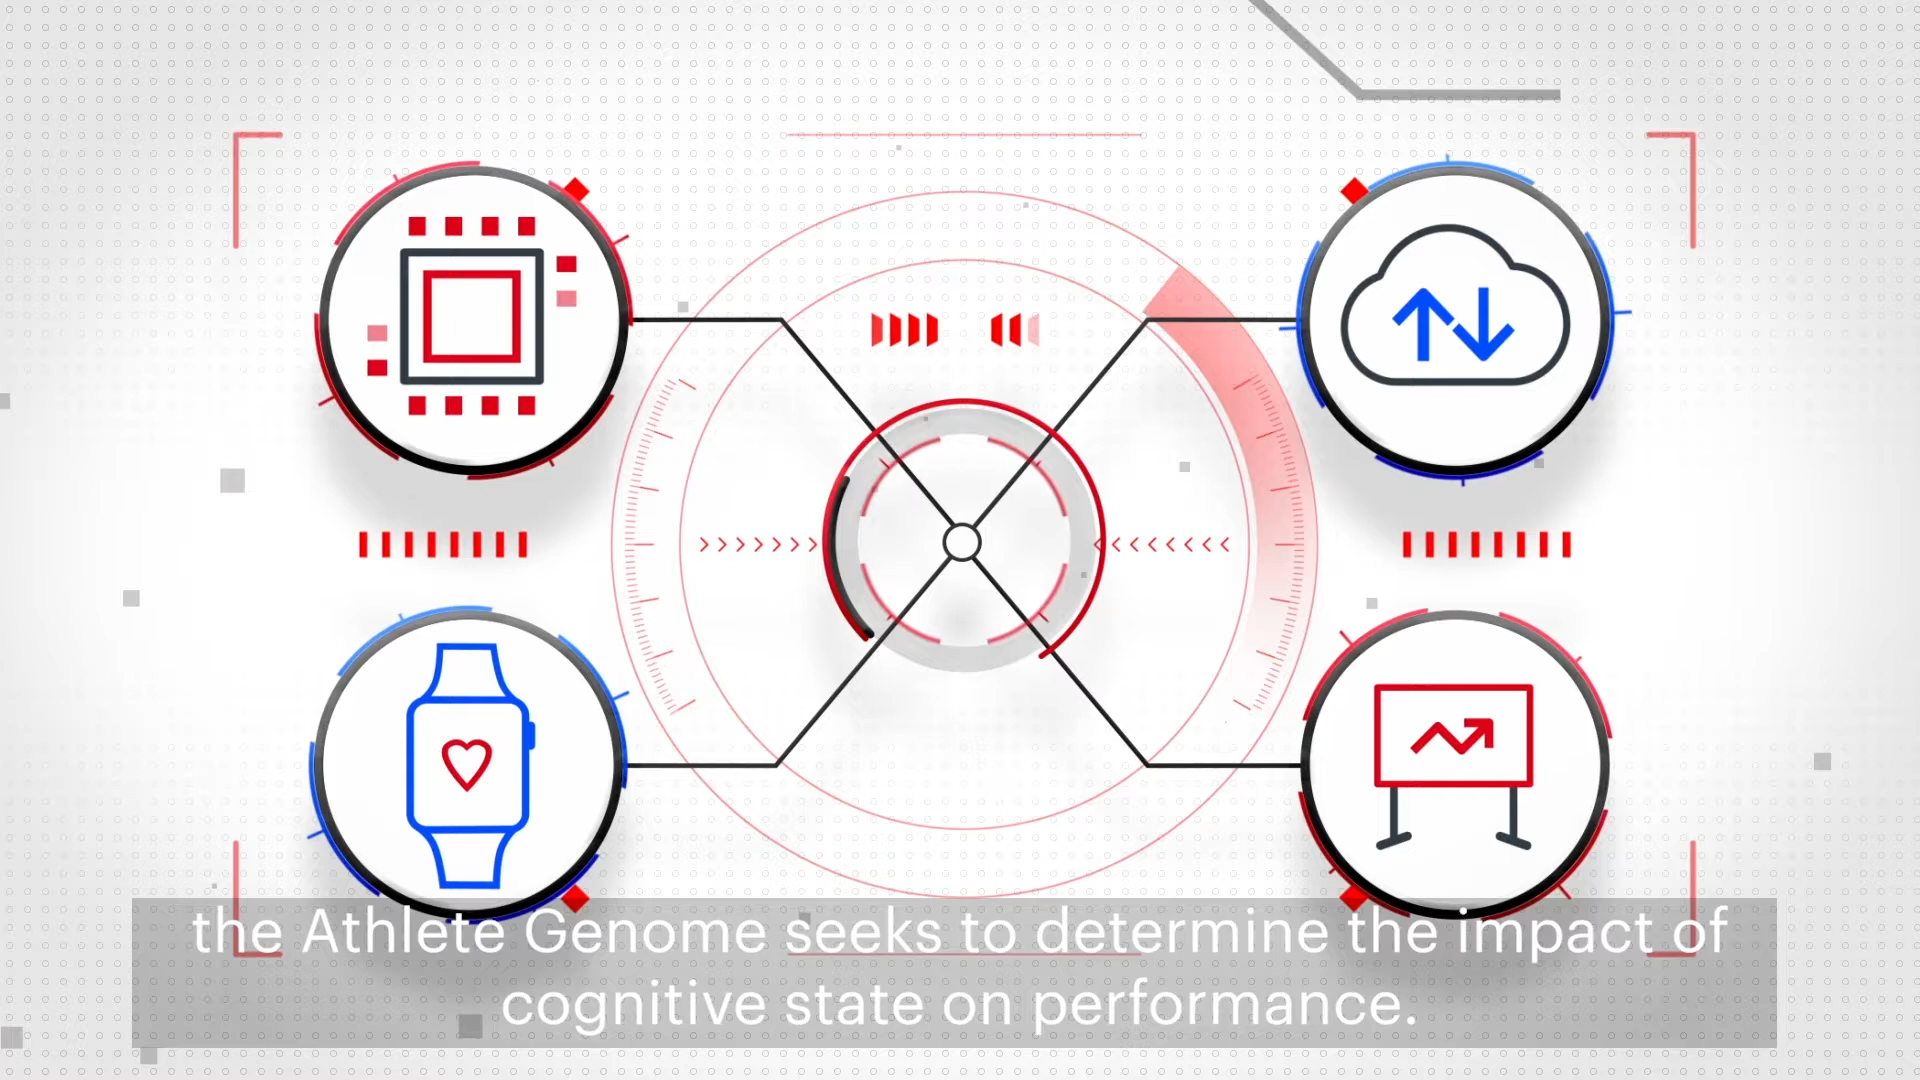 the Athlete Genome seeks to determine the impact of
cognitive state on performance.